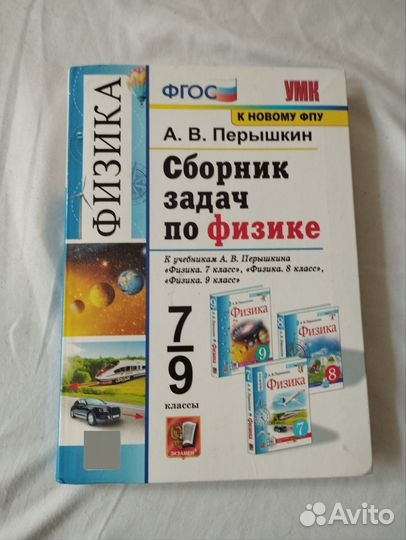 ФГОС
УМК
К НОВОМУ ФПУ
А. В. Перышкин
ФИЗИКА
Сборник
задач
по физике
К учебникам А. В. Перышкина
«Физика. 7 класс», «Физика. 8 класс»,
«Физика. 9 класс»
7
9
классы
Физика
9
Физика
8
Физика
7
ЭКЗАМЕН
Avito